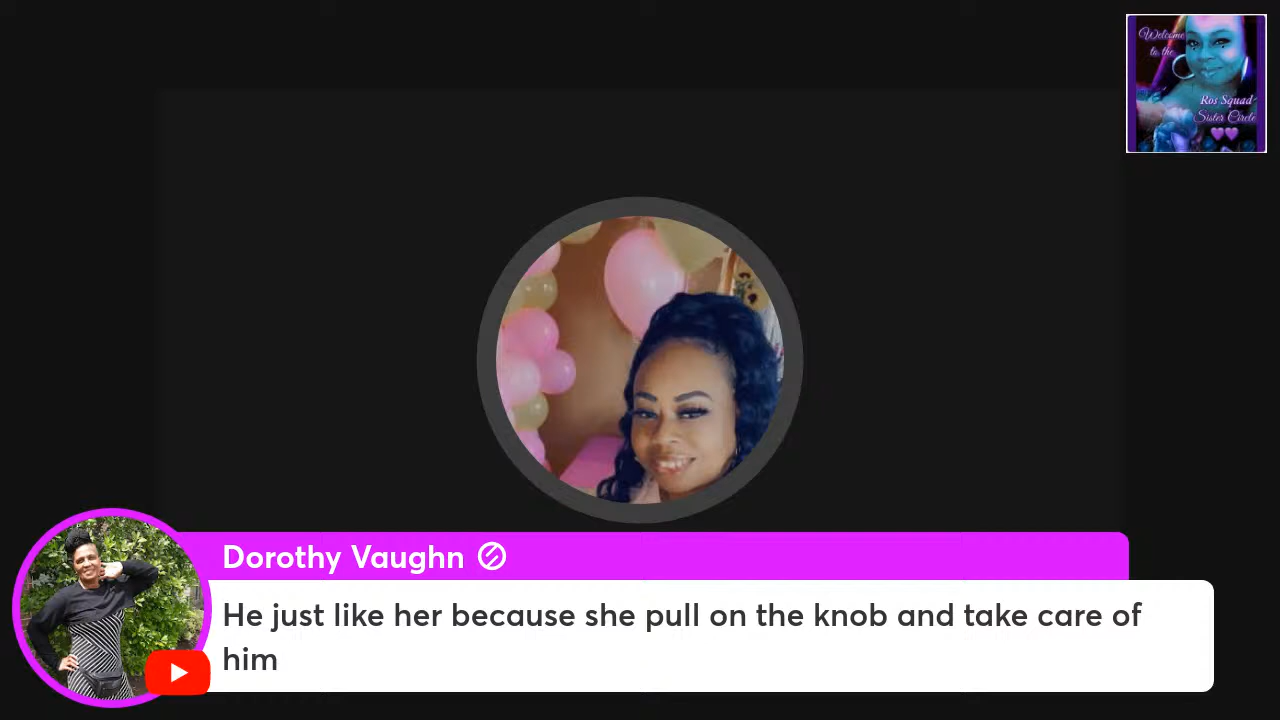 Welcome
to the
Ros Squad
Sister Circle
Dorothy Vaughn
He just like her because she pull on the knob and take care of
him